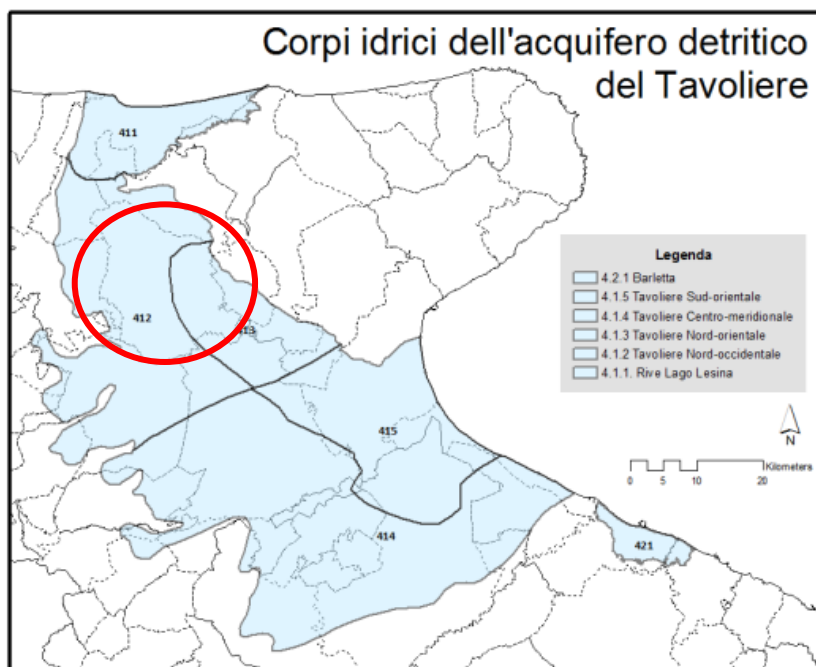 Corpi idrici dell'acquifero detritico
del Tavoliere
411
412
413
415
414
421
Legenda
4.2.1 Barletta
4.1.5 Tavoliere Sud-orientale
4.1.4 Tavoliere Centro-meridionale
4.1.3 Tavoliere Nord-orientale
4.1.2 Tavoliere Nord-occidentale
4.1.1. Rive Lago Lesina
N
Kilometers
0 5 10 20